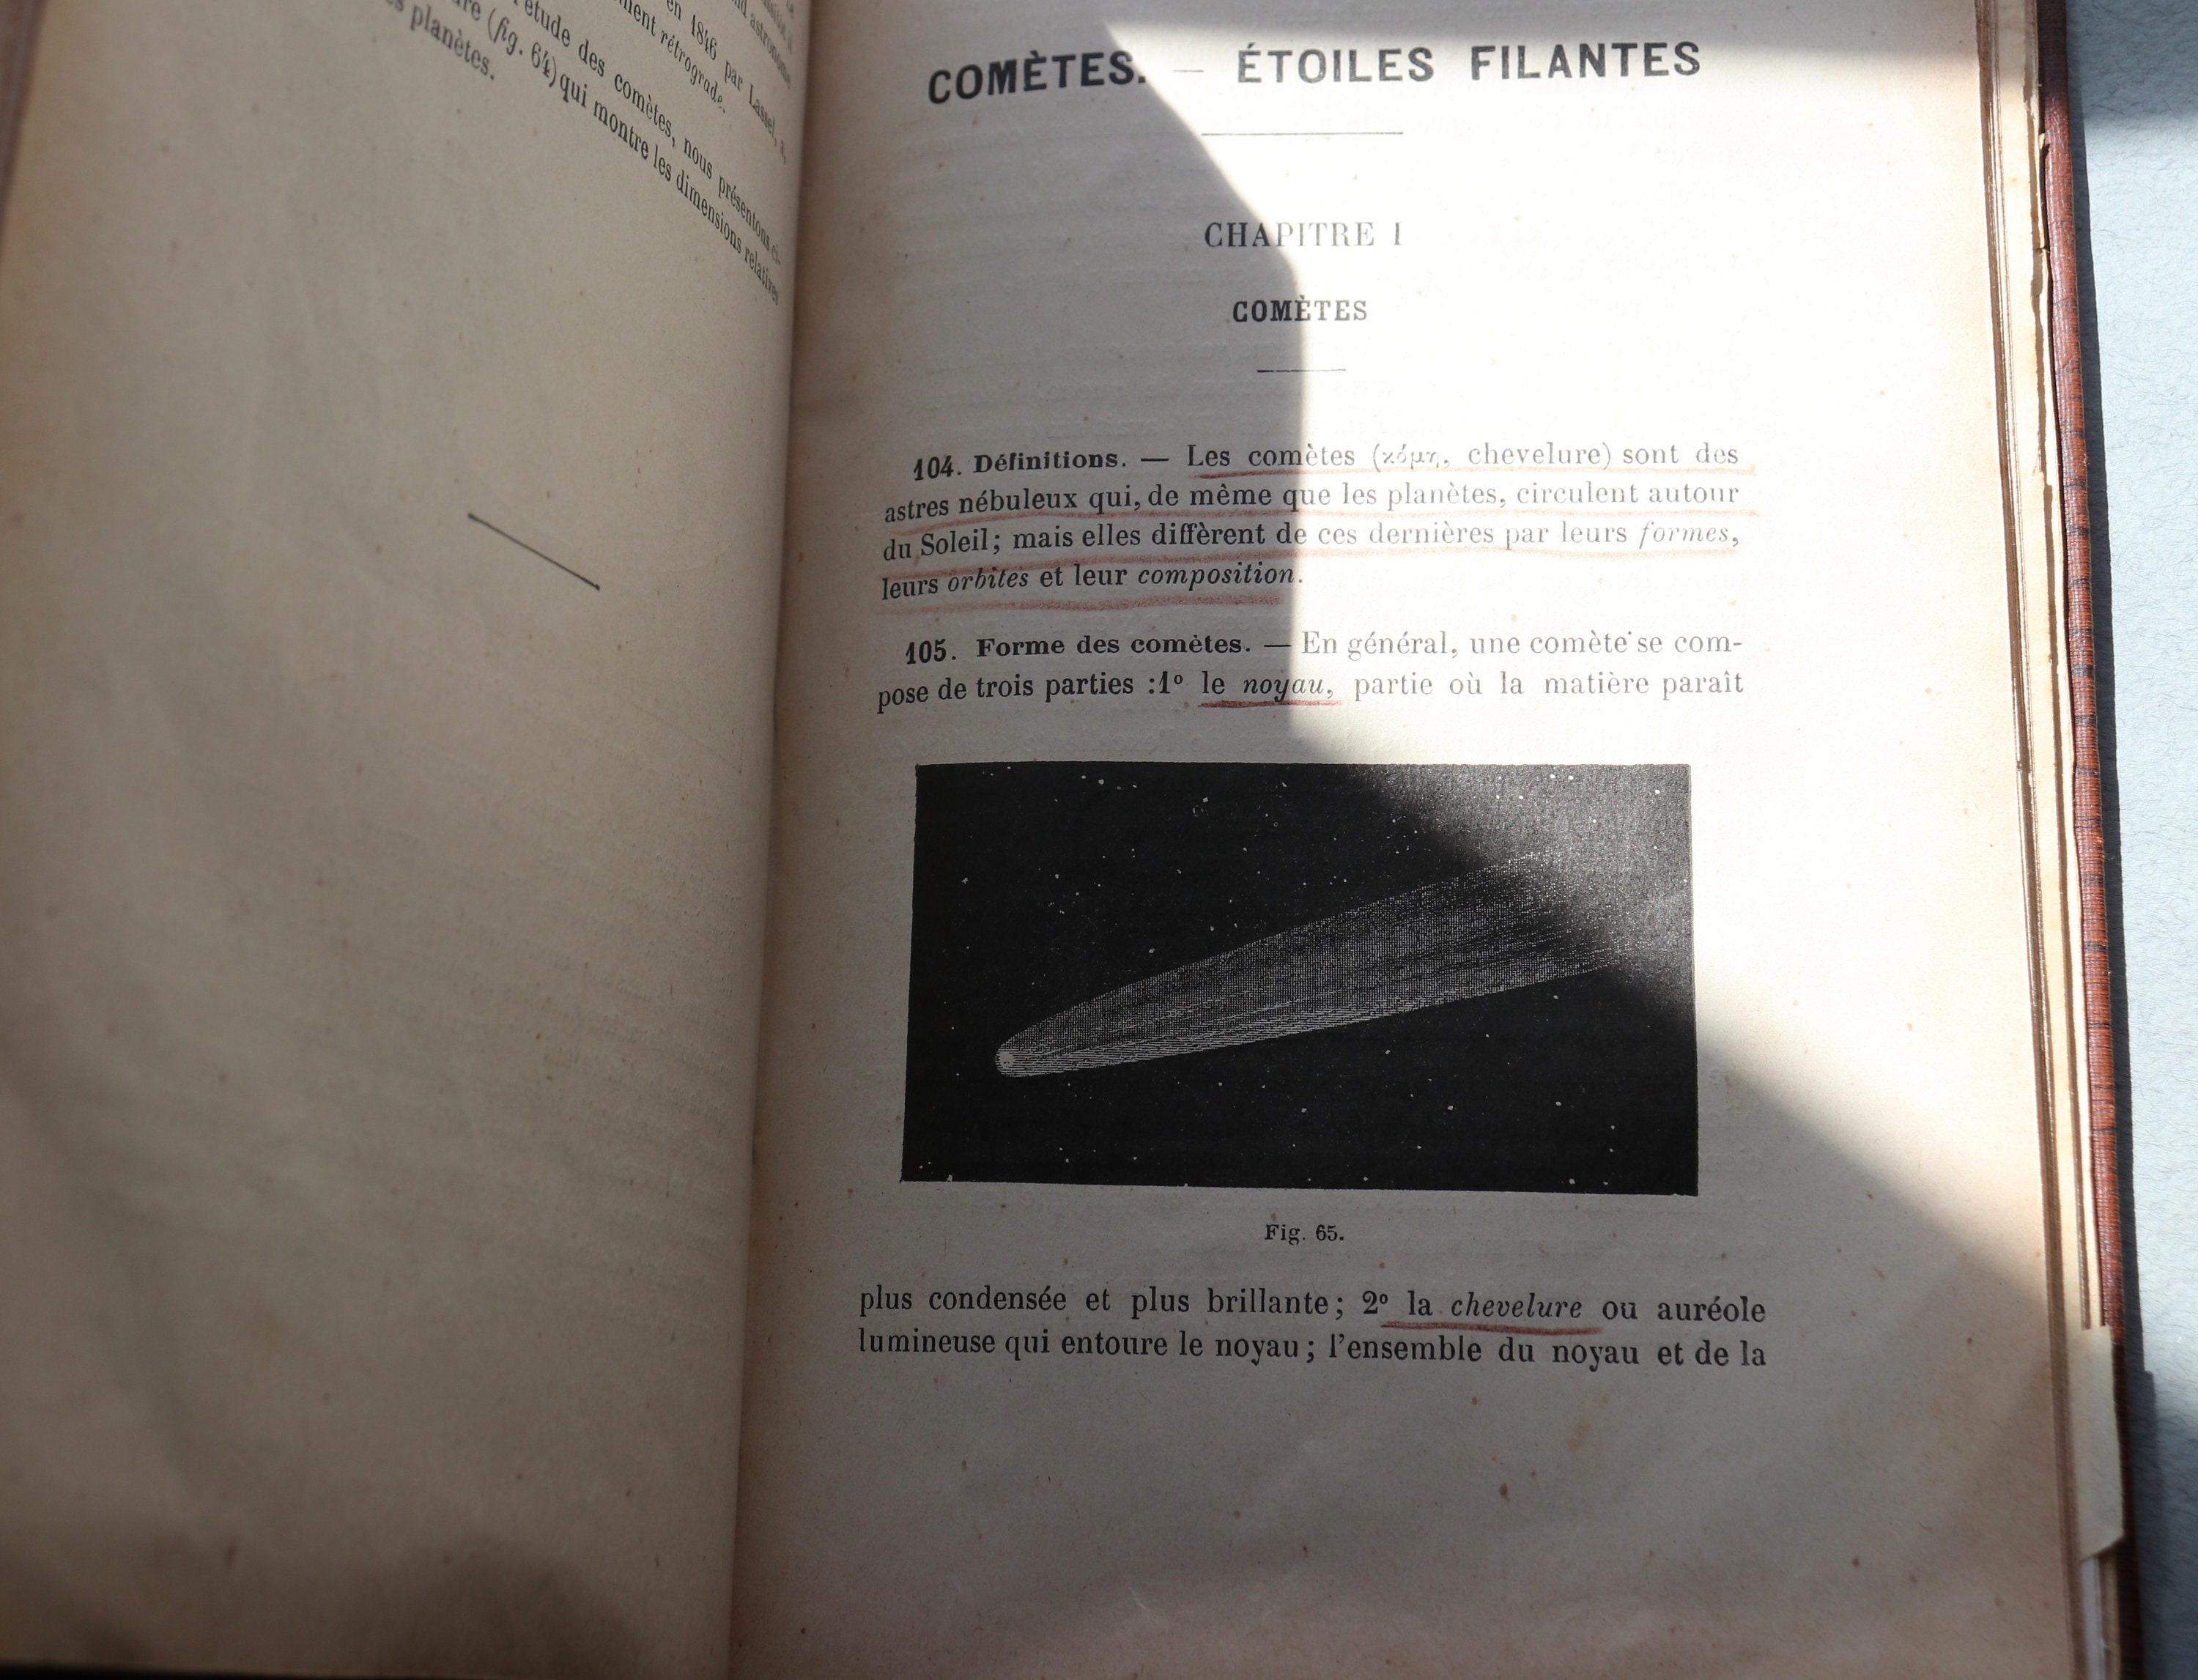 en 1846 par Lassel, a
ment rétrograde.
étude des comètes, nous présentons ci-
(fig. 64) qui montre les dimensions relatives
planètes.
COMÈTES. — ÉTOILES FILANTES
CHAPITRE I
COMÈTES
104. Définitions. — Les comètes (κόμη, chevelure) sont des
astres nébuleux qui, de même que les planètes, circulent autour
du Soleil; mais elles diffèrent de ces dernières par leurs formes,
leurs orbites et leur composition.
105. Forme des comètes. — En général, une comète se com-
pose de trois parties :1° le noyau, partie où la matière paraît
Fig. 65.
plus condensée et plus brillante; 2° la chevelure ou auréole
lumineuse qui entoure le noyau; l'ensemble du noyau et de la